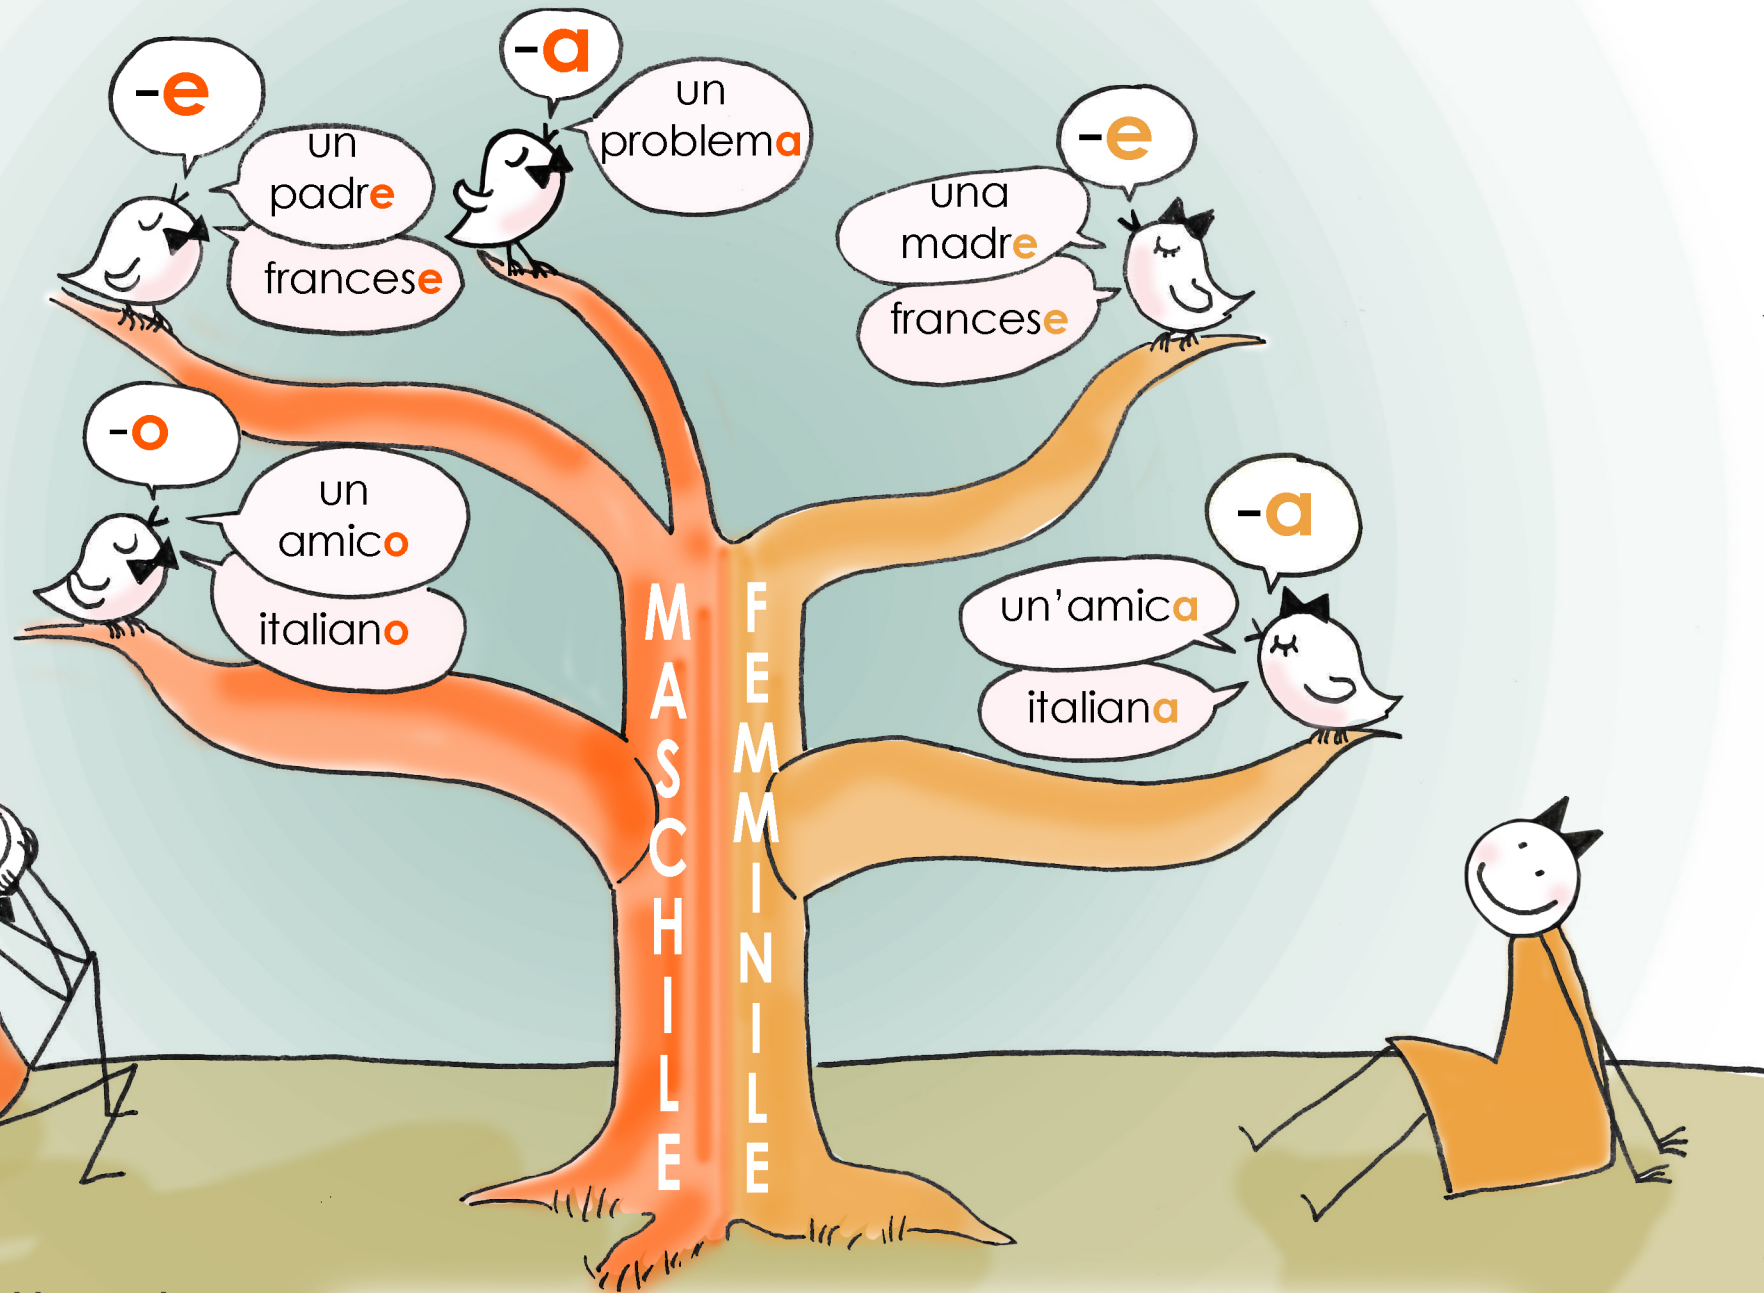 -e
un
padre
francese
-a
un
problema
-o
un
amico
italiano
MASCHILE
FEMMINILE
-e
una
madre
francese
-a
un'amica
italiana